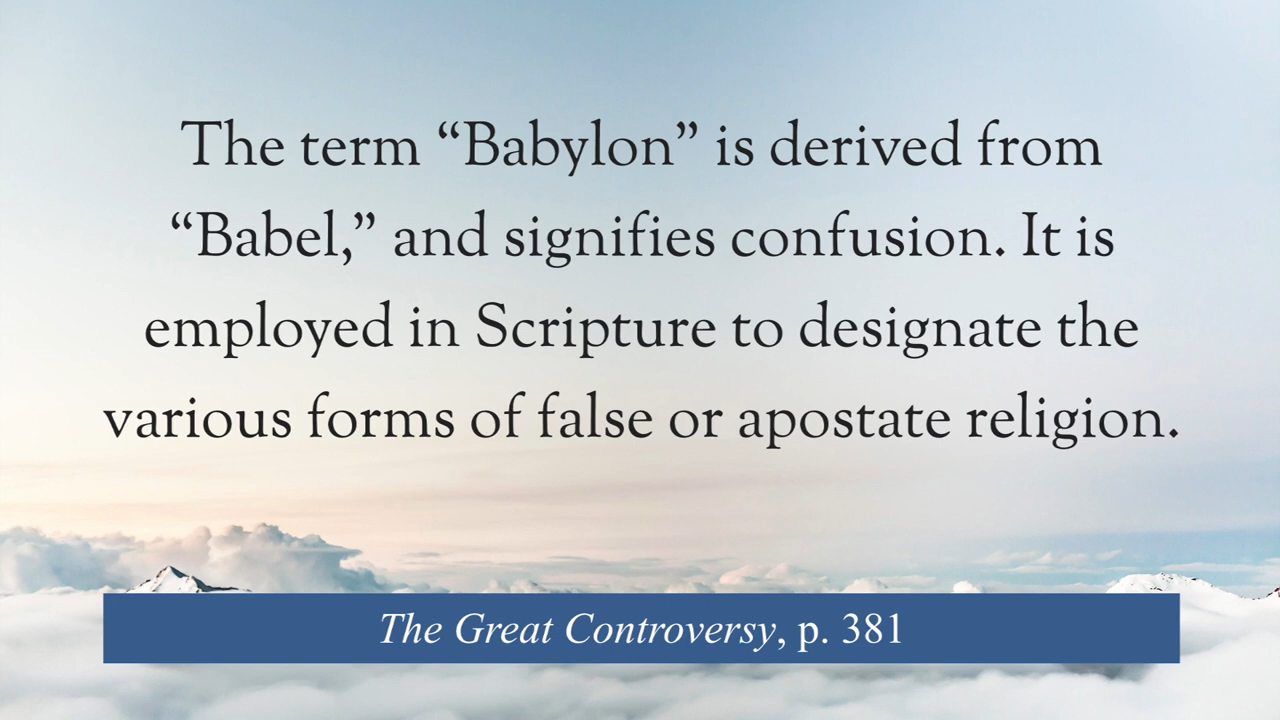 The term “Babylon” is derived from
“Babel,” and signifies confusion. It is
employed in Scripture to designate the
various forms of false or apostate religion.
The Great Controversy, p. 381